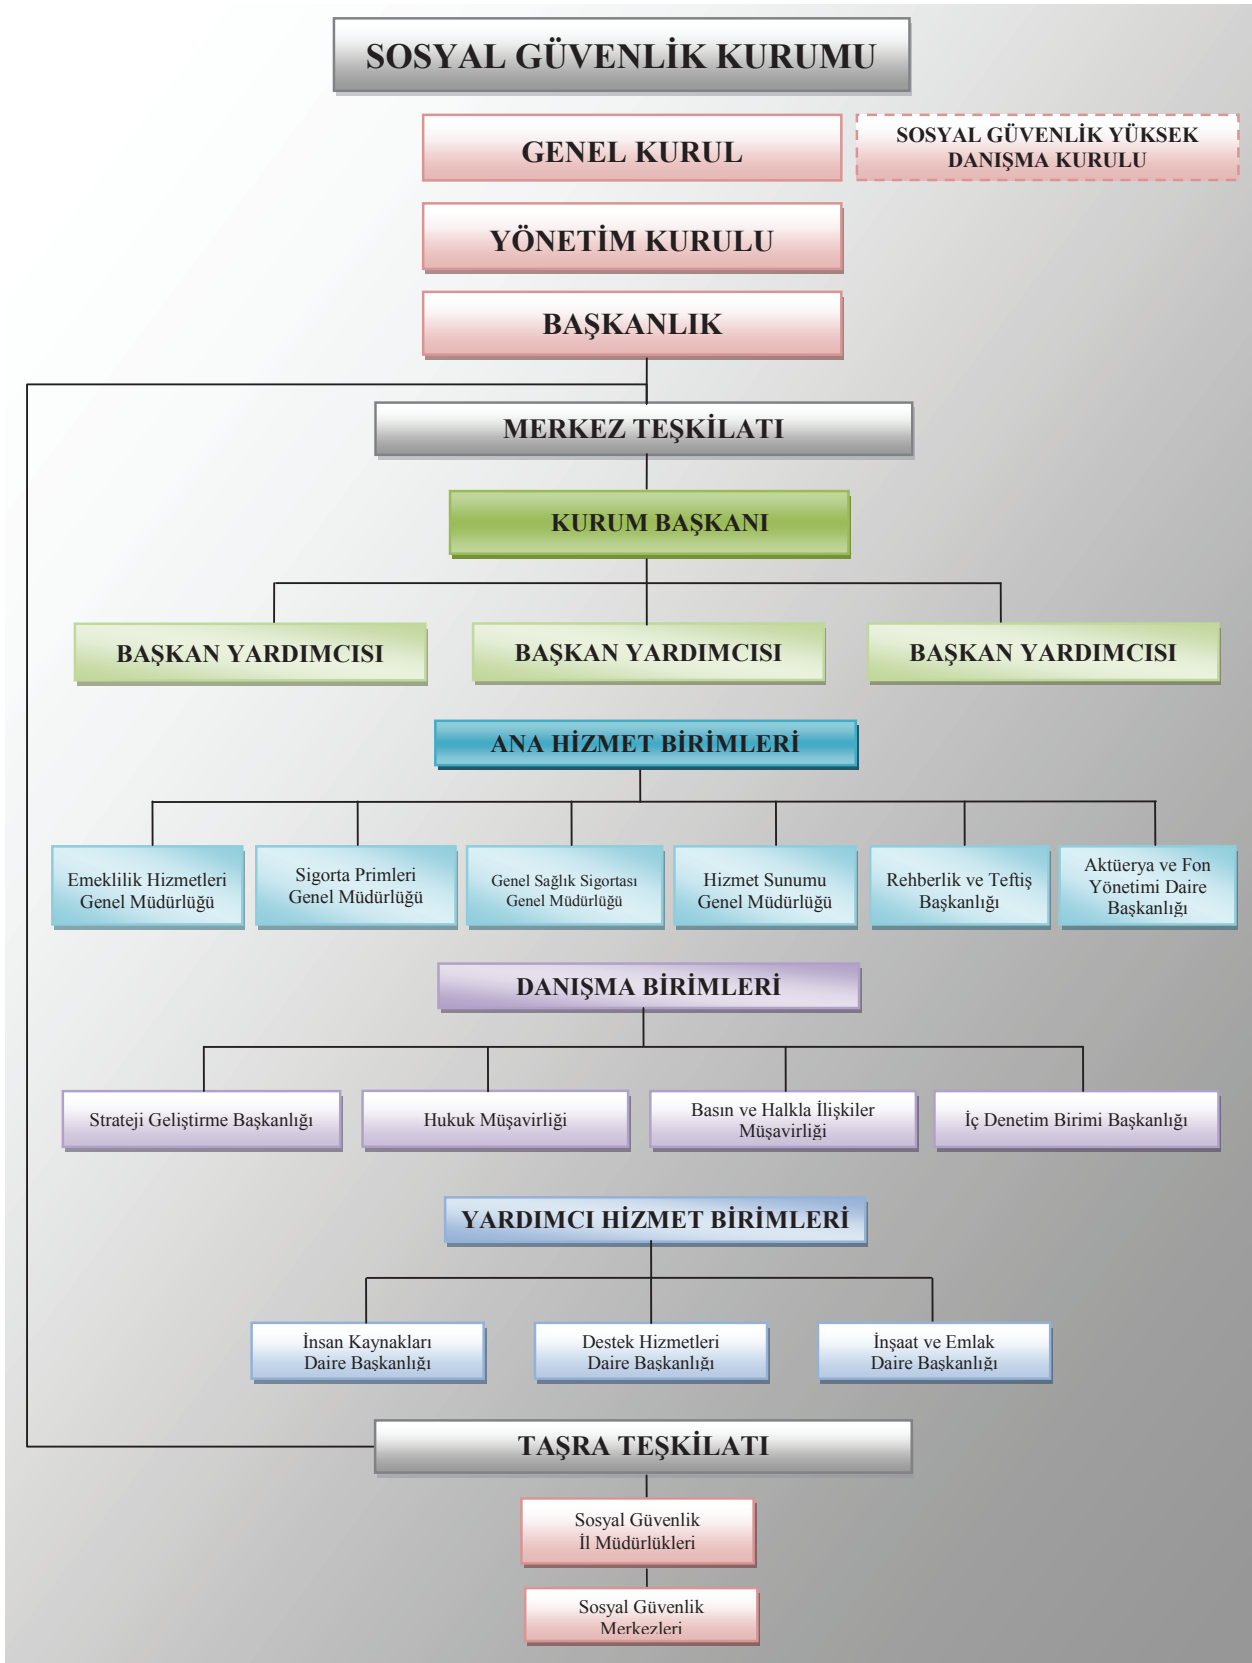 SOSYAL GÜVENLİK KURUMU
GENEL KURUL
SOSYAL GÜVENLİK YÜKSEK
DANIŞMA KURULU
YÖNETİM KURULU
BAŞKANLIK
MERKEZ TEŞKİLATI
KURUM BAŞKANI
BAŞKAN YARDIMCISI
BAŞKAN YARDIMCISI
BAŞKAN YARDIMCISI
ANA HİZMET BİRİMLERİ
Emeklilik Hizmetleri
Genel Müdürlüğü
Sigorta Primleri
Genel Müdürlüğü
Genel Sağlık Sigortası
Genel Müdürlüğü
Hizmet Sunumu
Genel Müdürlüğü
Rehberlik ve Teftiş
Başkanlığı
Aktüerya ve Fon
Yönetimi Daire
Başkanlığı
DANIŞMA BİRİMLERİ
Strateji Geliştirme Başkanlığı
Hukuk Müşavirliği
Basın ve Halkla İlişkiler
Müşavirliği
İç Denetim Birimi Başkanlığı
YARDIMCI HİZMET BİRİMLERİ
İnsan Kaynakları
Daire Başkanlığı
Destek Hizmetleri
Daire Başkanlığı
İnşaat ve Emlak
Daire Başkanlığı
TAŞRA TEŞKİLATI
Sosyal Güvenlik
İl Müdürlükleri
Sosyal Güvenlik
Merkezleri